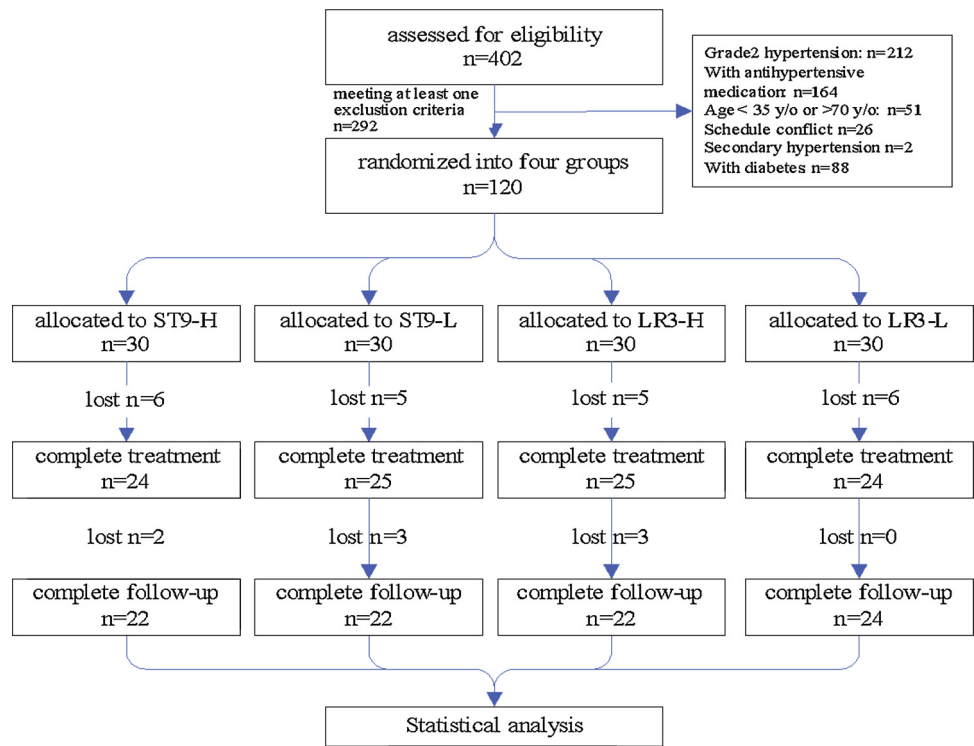 assessed for eligibility
n=402
meeting at least one
exclustion criteria
n=292
Grade2 hypertension: n=212
With antihypertensive
medication: n=164
Age< 35 y/o or >70 y/o: n=51
Schedule conflict n=26
Secondary hypertension n=2
With diabetes n=88
randomized into four groups
n=120
allocated to ST9-H
n=30
allocated to ST9-L
n=30
allocated to LR3-H
n=30
allocated to LR3-L
n=30
lost n=6
lost n=5
lost n=5
lost n=6
complete treatment
n=24
complete treatment
n=25
complete treatment
n=25
complete treatment
n=24
lost n=2
lost n=3
lost n=3
lost n=0
complete follow-up
n=22
complete follow-up
n=22
complete follow-up
n=22
complete follow-up
n=24
Statistical analysis